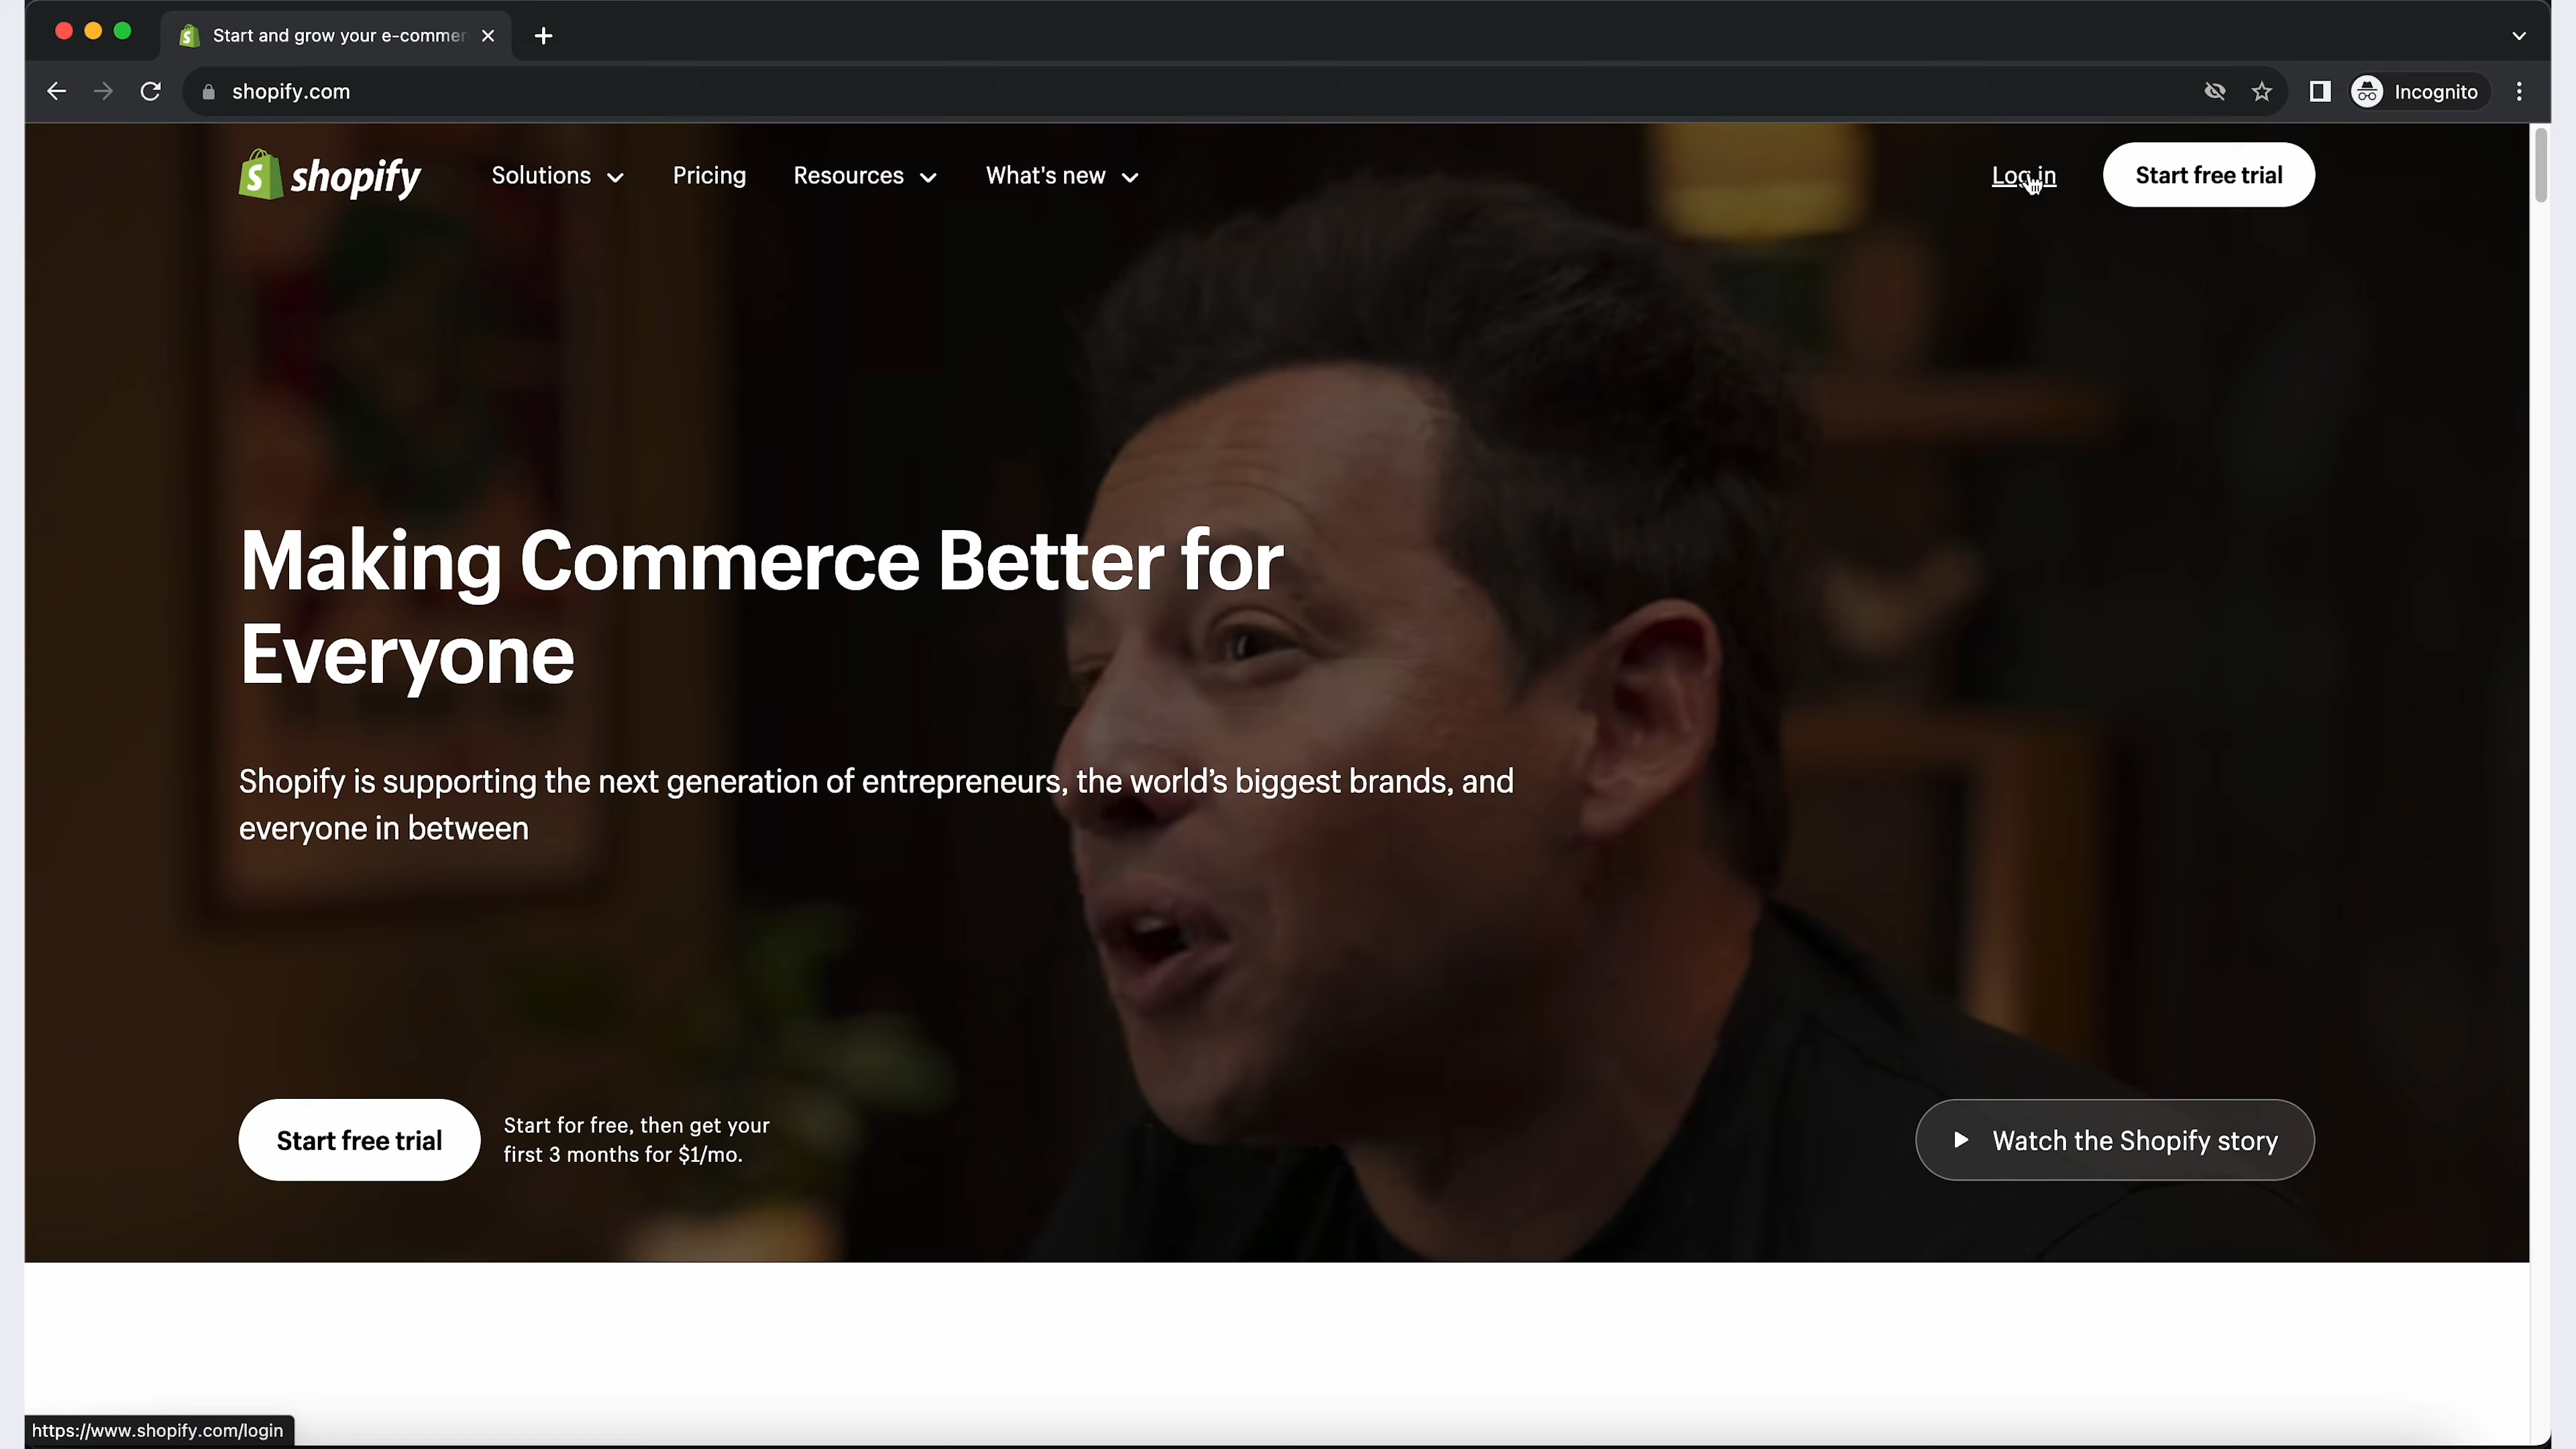 Start and grow your e-commer
shopify.com
Incognito
shopify
Solutions
Pricing
Resources
What's new
Log in
Start free trial
Making Commerce Better for
Everyone
Shopify is supporting the next generation of entrepreneurs, the world's biggest brands, and
everyone in between
Start free trial
Start for free, then get your
first 3 months for $1/mo.
Watch the Shopify story
https://www.shopify.com/login